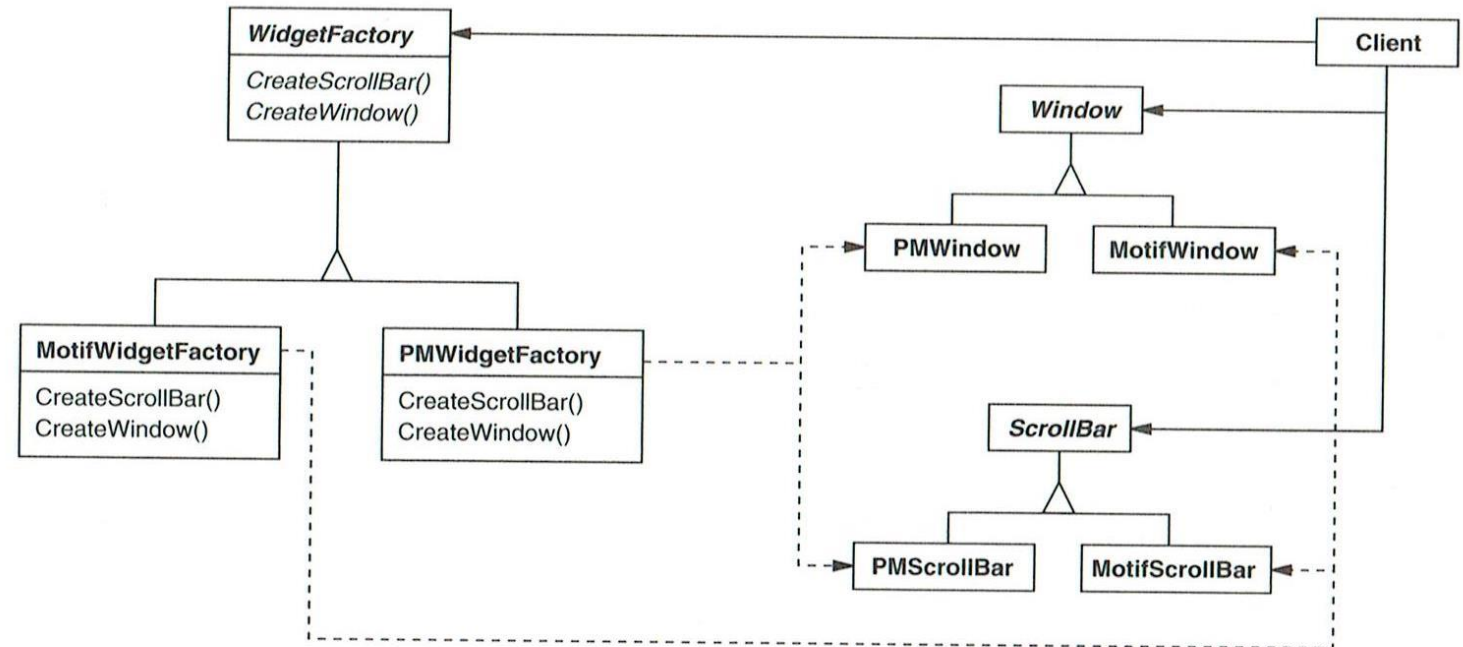 WidgetFactory
CreateScrollBar()
CreateWindow()
Client
Window
PMWindow
MotifWindow
MotifWidgetFactory
CreateScrollBar()
CreateWindow()
PMWidgetFactory
CreateScrollBar()
CreateWindow()
ScrollBar
PMScrollBar
MotifScrollBar